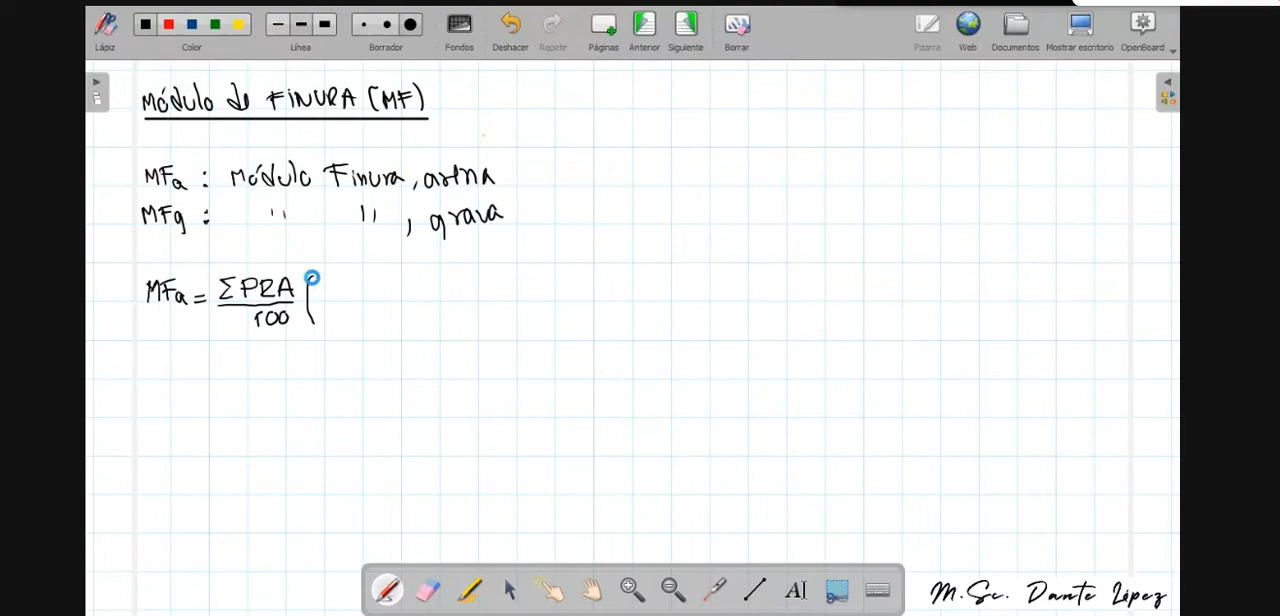 Lápiz Color Línea Borrador Fondos Deshacer Repetir Páginas Anterior Siguiente Borrar Pizarra Web Documentos Mostrar escritorio OpenBoard
Módulo de FINURA (MF)
MFa : Módulo Finura, arena
MFg : " " , grava
MFa = ΣPRA / 100 (
AI
M.Sc. Dante López